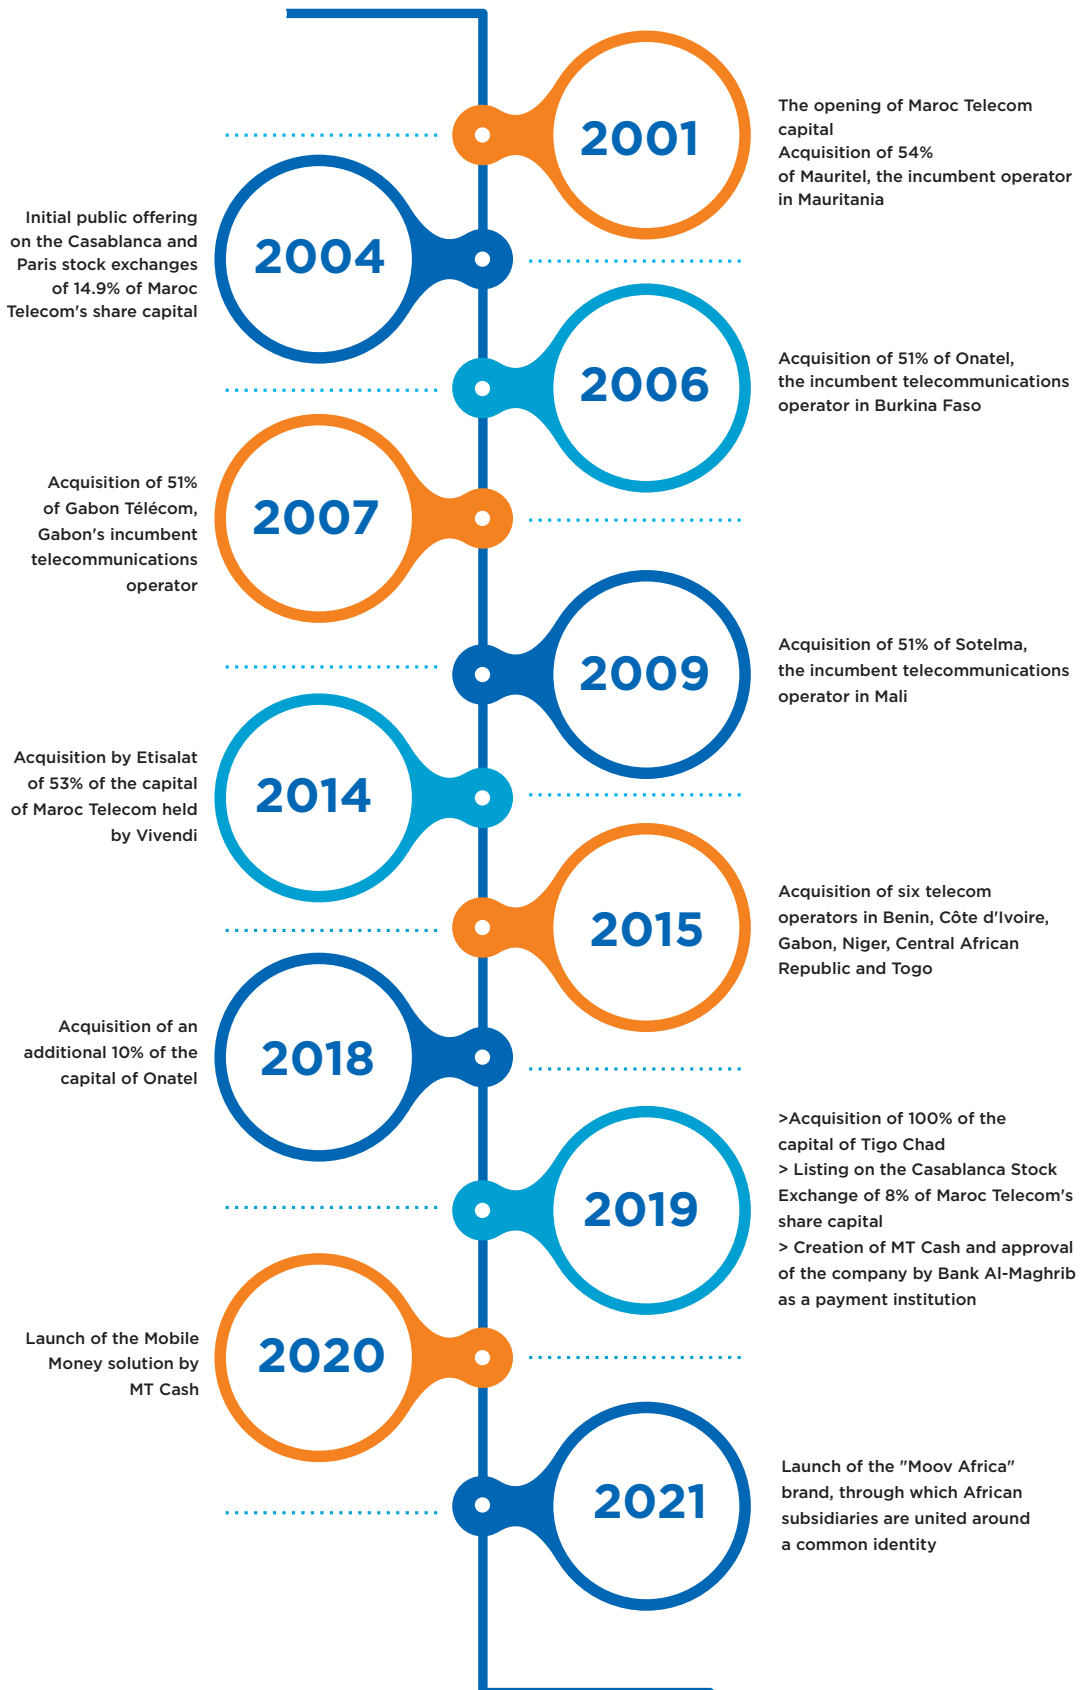 2001
The opening of Maroc Telecom
capital
Acquisition of 54%
of Mauritel, the incumbent operator
in Mauritania
Initial public offering
on the Casablanca and
Paris stock exchanges
of 14.9% of Maroc
Telecom's share capital
2004
2006
Acquisition of 51% of Onatel,
the incumbent telecommunications
operator in Burkina Faso
Acquisition of 51%
of Gabon Télécom,
Gabon's incumbent
telecommunications
operator
2007
2009
Acquisition of 51% of Sotelma,
the incumbent telecommunications
operator in Mali
Acquisition by Etisalat
of 53% of the capital
of Maroc Telecom held
by Vivendi
2014
2015
Acquisition of six telecom
operators in Benin, Côte d'Ivoire,
Gabon, Niger, Central African
Republic and Togo
Acquisition of an
additional 10% of the
capital of Onatel
2018
2019
>Acquisition of 100% of the
capital of Tigo Chad
> Listing on the Casablanca Stock
Exchange of 8% of Maroc Telecom's
share capital
> Creation of MT Cash and approval
of the company by Bank Al-Maghrib
as a payment institution
Launch of the Mobile
Money solution by
MT Cash
2020
2021
Launch of the "Moov Africa"
brand, through which African
subsidiaries are united around
a common identity